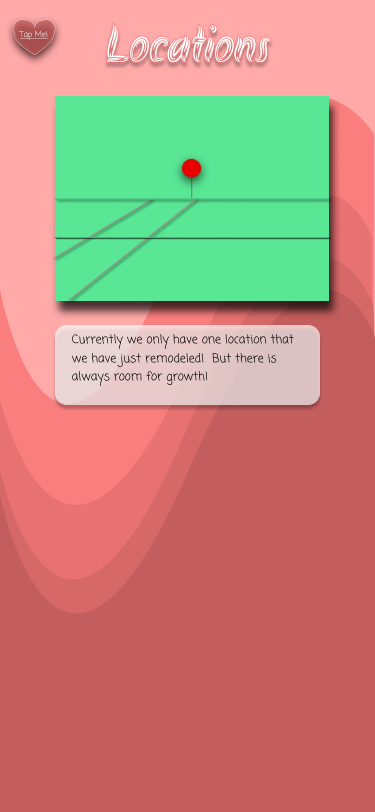 Tap Me!
Locations
Currently we only have one location that
we have just remodeled!  But there is
always room for growth!